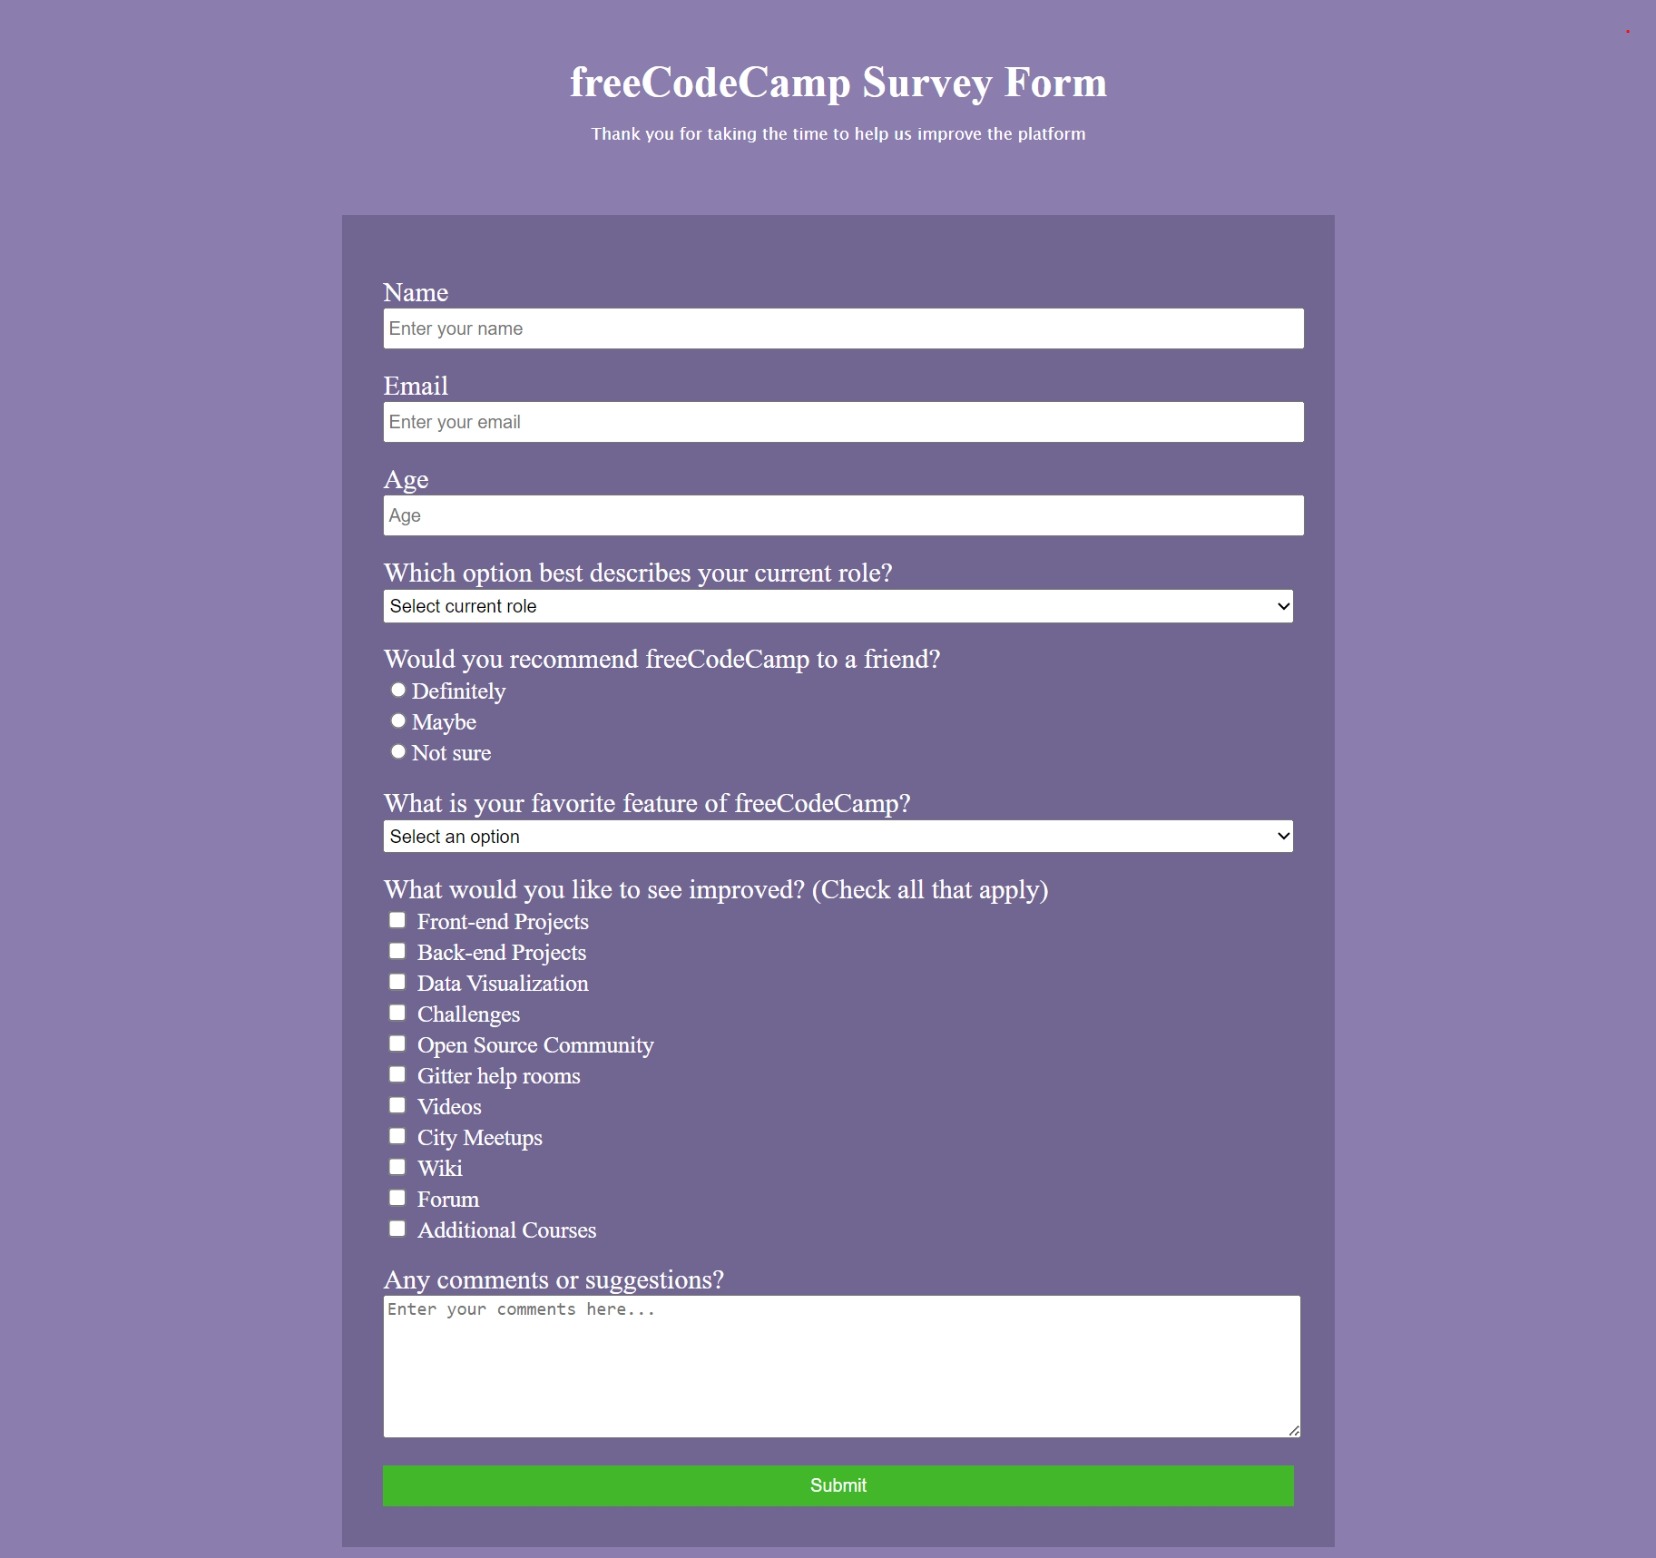 freeCodeCamp Survey Form
Thank you for taking the time to help us improve the platform
Name
Enter your name
Email
Enter your email
Age
Age
Which option best describes your current role?
Select current role
Would you recommend freeCodeCamp to a friend?
Definitely
Maybe
Not sure
What is your favorite feature of freeCodeCamp?
Select an option
What would you like to see improved? (Check all that apply)
Front-end Projects
Back-end Projects
Data Visualization
Challenges
Open Source Community
Gitter help rooms
Videos
City Meetups
Wiki
Forum
Additional Courses
Any comments or suggestions?
Enter your comments here...
Submit